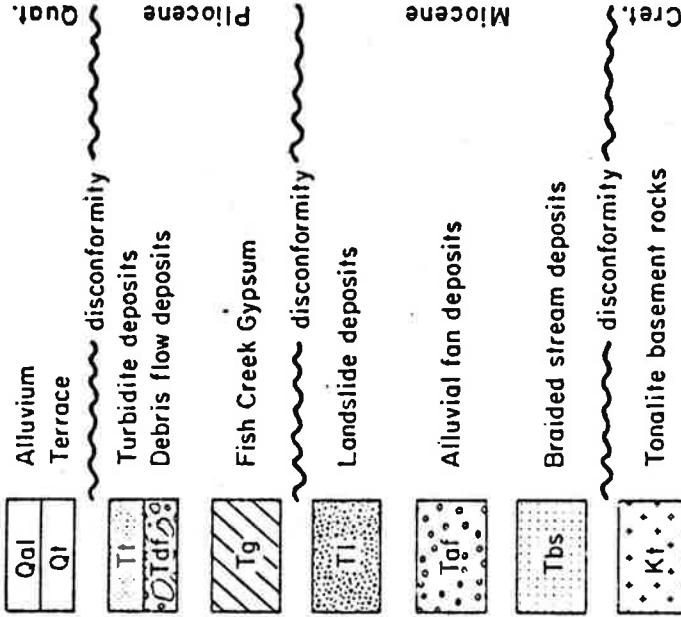 Qal Alluvium Quat.
Qt Terrace
disconformity
Tt Turbidite deposits Pliocene
Tdf Debris flow deposits
Tg Fish Creek Gypsum
disconformity
Tl Landslide deposits Miocene
Taf Alluvial fan deposits
Tbs Braided stream deposits
disconformity
Kt Tonalite basement rocks Cret.